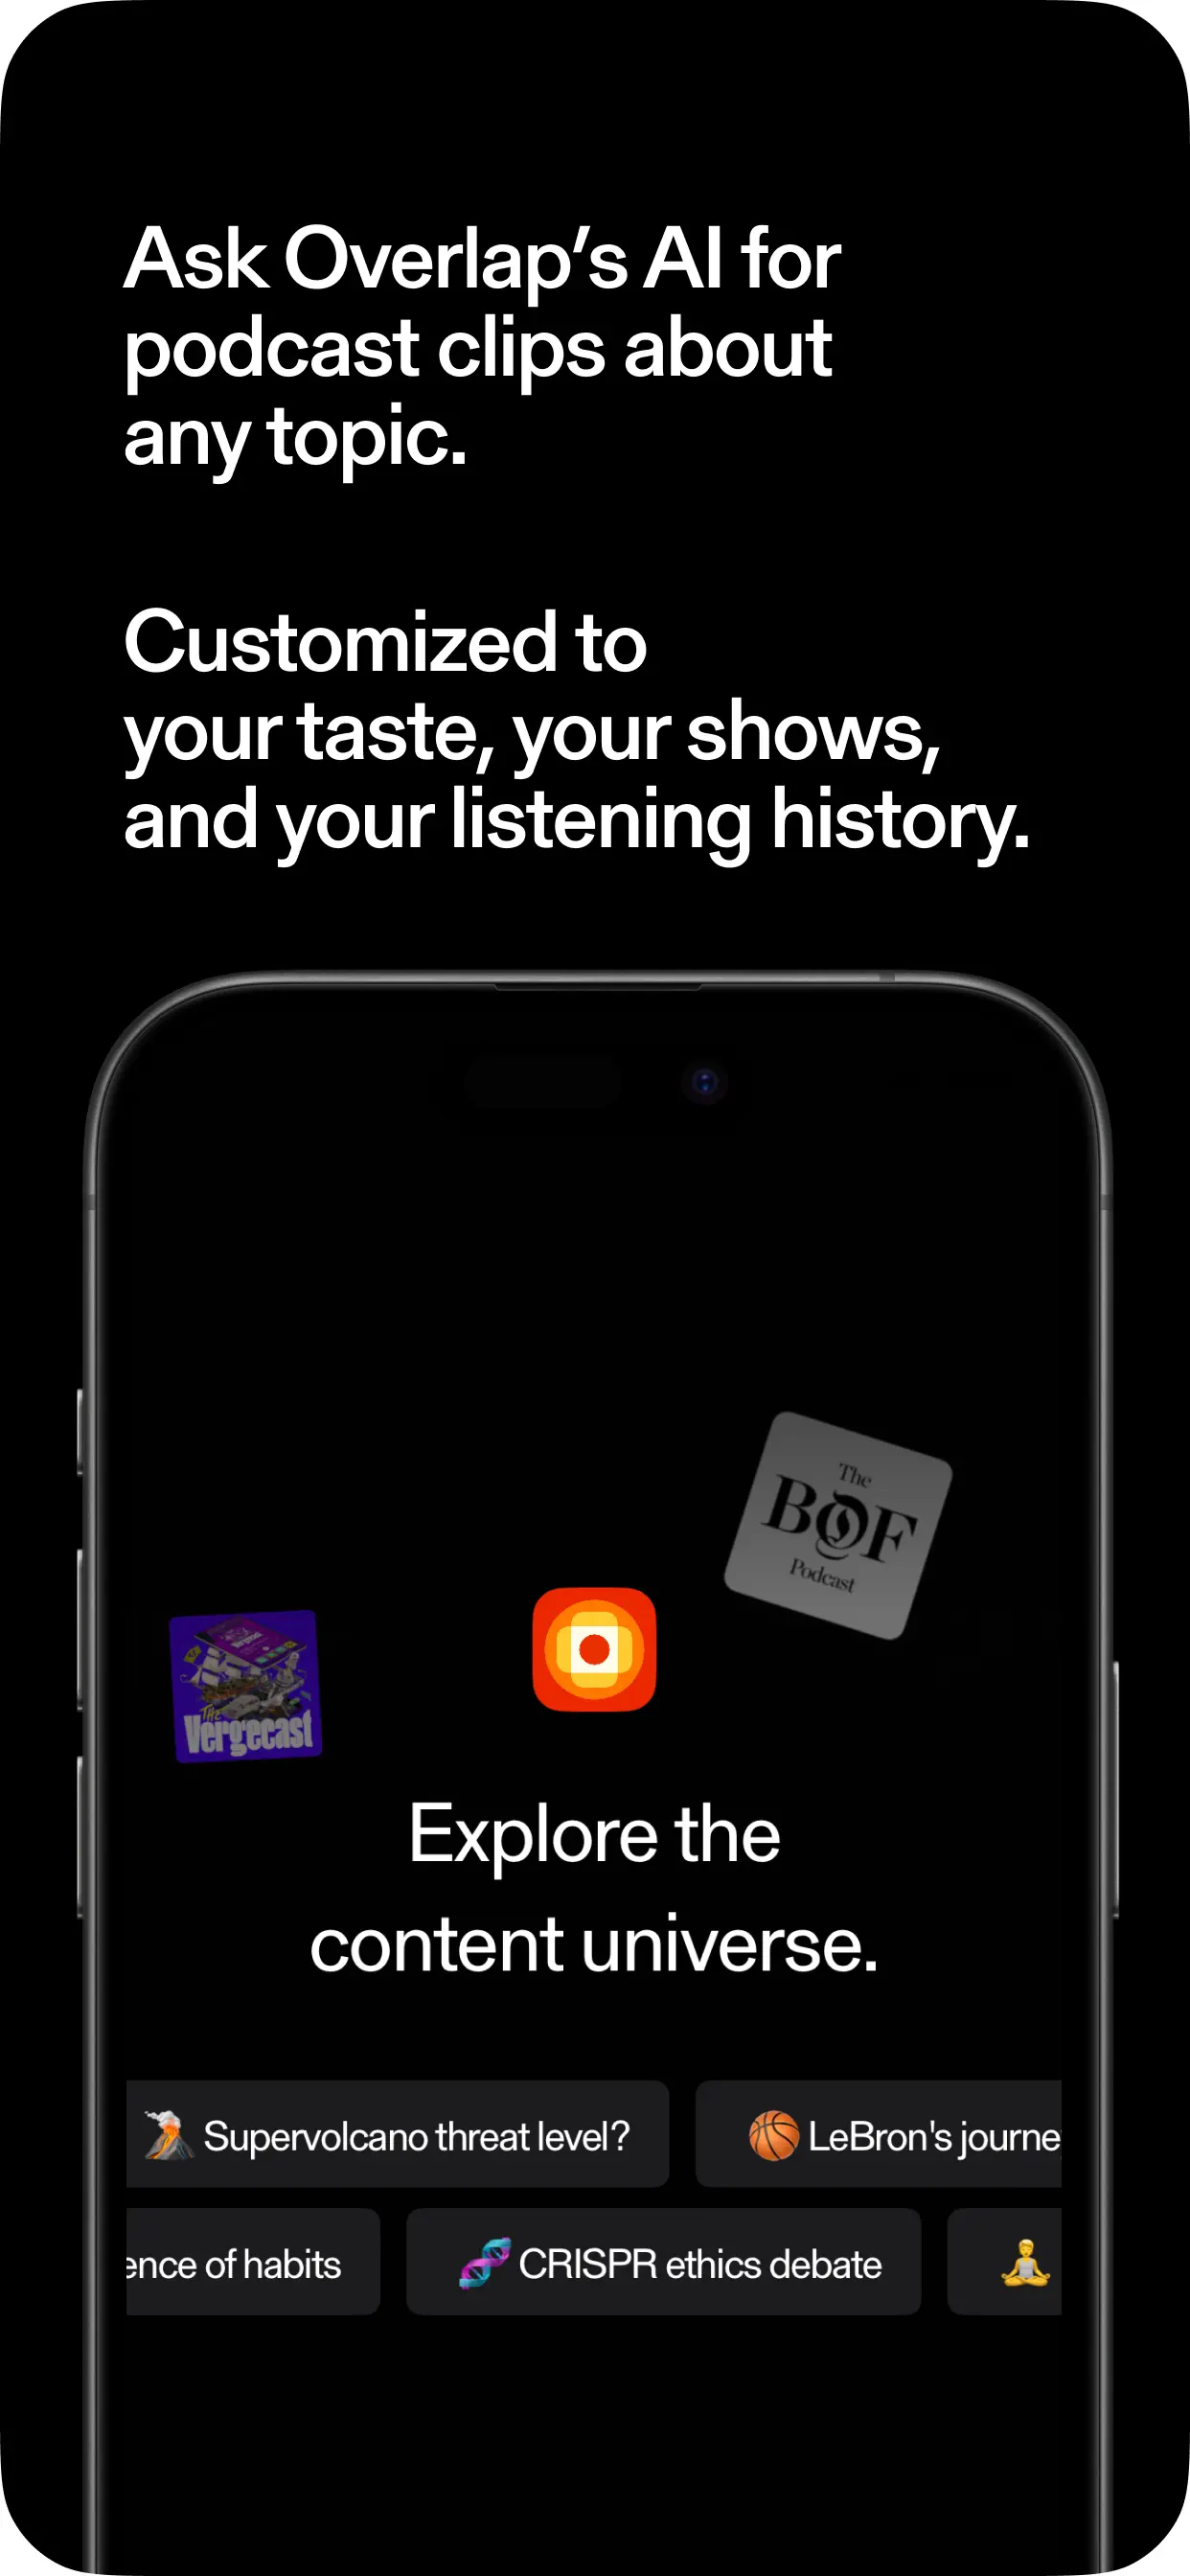 Ask Overlap’s AI for
podcast clips about
any topic.
Customized to
your taste, your shows,
and your listening history.
The
BOF
Podcast
THE
Vergecast
Explore the
content universe.
Supervolcano threat level?
LeBron's journe
ence of habits
CRISPR ethics debate